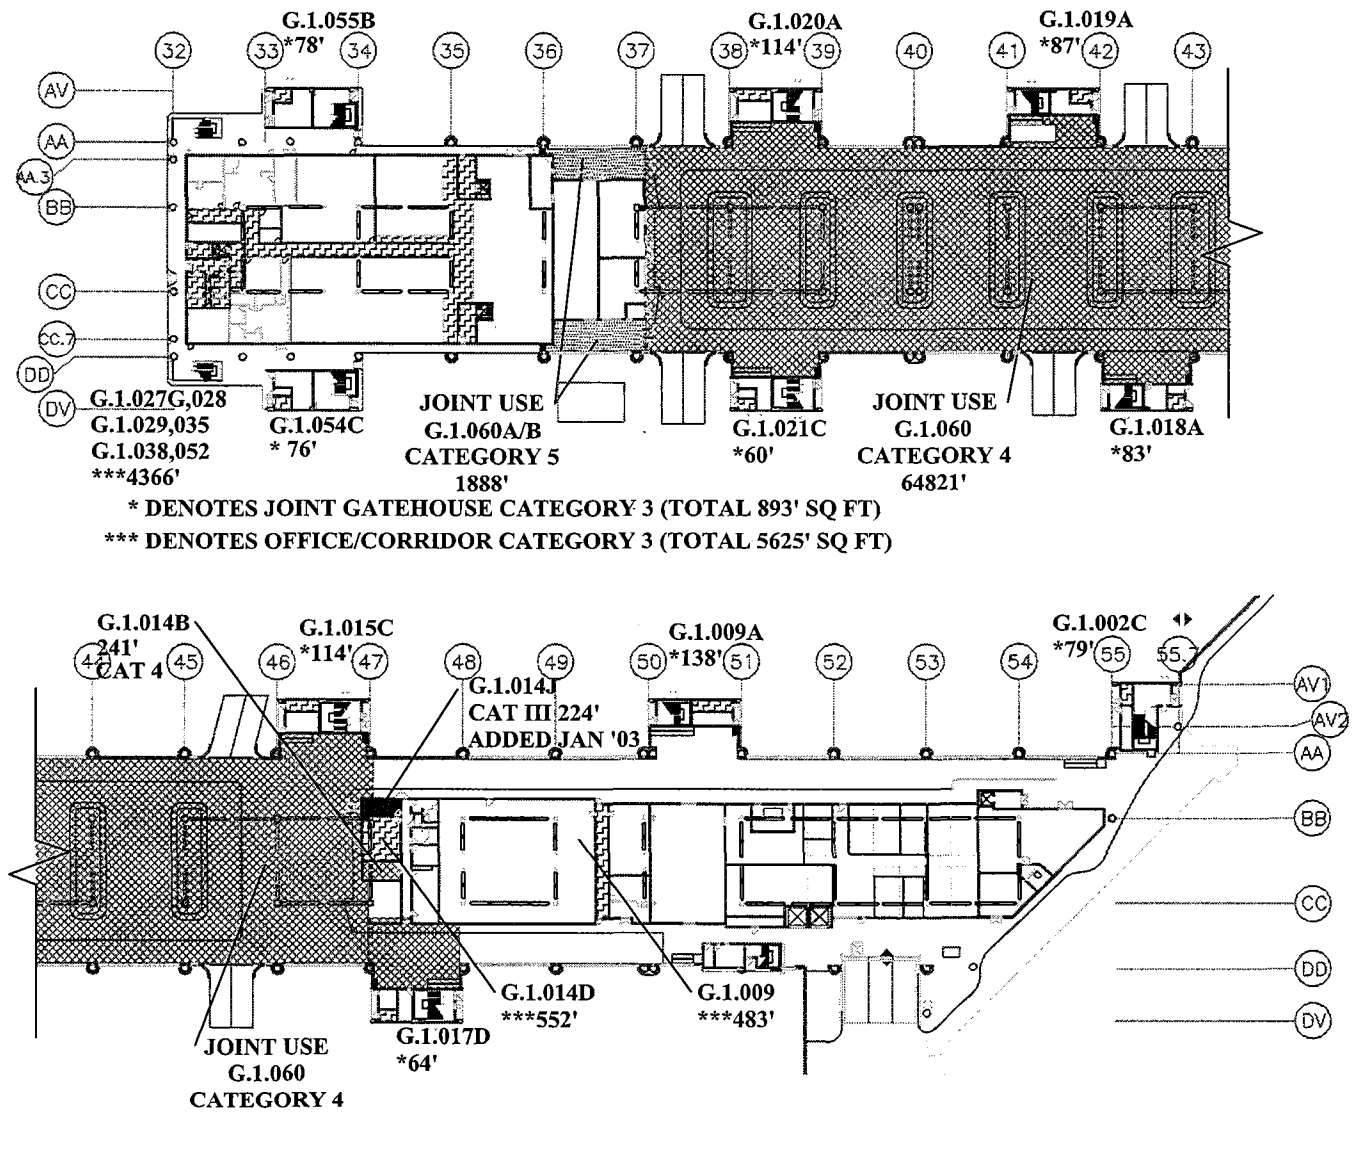 G.1.055B
*78'
G.1.020A
*114'
G.1.019A
*87'
32
33
34
35
36
37
38
39
40
41
42
43
AV
AA
AA.3
BB
CC
CC.7
DD
DV
G.1.027G,028
G.1.029,035
G.1.038,052
***4366'
G.1.054C
* 76'
JOINT USE
G.1.060A/B
CATEGORY 5
1888'
G.1.021C
*60'
JOINT USE
G.1.060
CATEGORY 4
64821'
G.1.018A
*83'
* DENOTES JOINT GATEHOUSE CATEGORY 3 (TOTAL 893' SQ FT)
*** DENOTES OFFICE/CORRIDOR CATEGORY 3 (TOTAL 5625' SQ FT)
G.1.014B
241'
CAT 4
G.1.015C
*114'
G.1.009A
*138'
G.1.002C
*79'
44
45
46
47
48
49
50
51
52
53
54
55
55.7
G.1.014J
CAT III 224'
ADDED JAN '03
AV1
AV2
AA
BB
CC
DD
DV
G.1.014D
***552'
G.1.009
***483'
G.1.017D
*64'
JOINT USE
G.1.060
CATEGORY 4